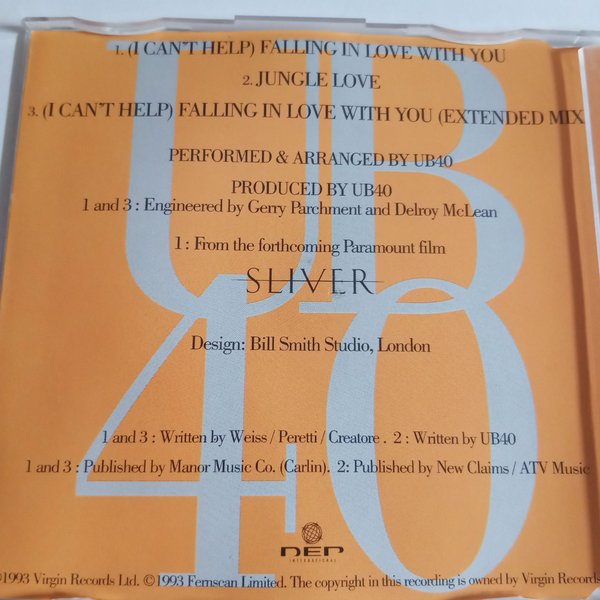 1. (I CAN'T HELP) FALLING IN LOVE WITH YOU
2. JUNGLE LOVE
3. (I CAN'T HELP) FALLING IN LOVE WITH YOU (EXTENDED MIX
PERFORMED & ARRANGED BY UB40
PRODUCED BY UB40
1 and 3 : Engineered by Gerry Parchment and Delroy McLean
1 : From the forthcoming Paramount film
SLIVER
Design: Bill Smith Studio, London
UB
40
1 and 3 : Written by Weiss / Peretti / Creatore . 2 : Written by UB40
1 and 3 : Published by Manor Music Co. (Carlin). 2: Published by New Claims / ATV Music
DEP
INTERNATIONAL
©1993 Virgin Records Ltd. ©1993 Fernscan Limited. The copyright in this recording is owned by Virgin Records